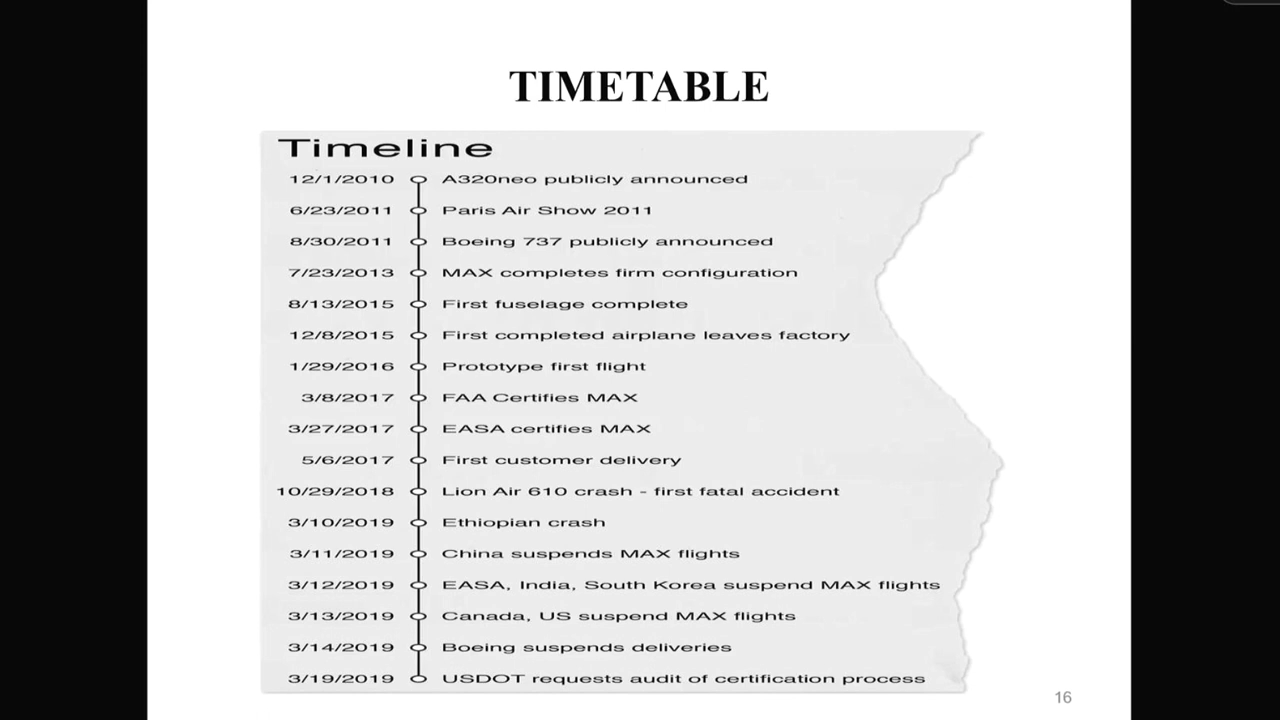 TIMETABLE
Timeline
12/1/2010 A320neo publicly announced
6/23/2011 Paris Air Show 2011
8/30/2011 Boeing 737 publicly announced
7/23/2013 MAX completes firm configuration
8/13/2015 First fuselage complete
12/8/2015 First completed airplane leaves factory
1/29/2016 Prototype first flight
3/8/2017 FAA Certifies MAX
3/27/2017 EASA certifies MAX
5/6/2017 First customer delivery
10/29/2018 Lion Air 610 crash - first fatal accident
3/10/2019 Ethiopian crash
3/11/2019 China suspends MAX flights
3/12/2019 EASA, India, South Korea suspend MAX flights
3/13/2019 Canada, US suspend MAX flights
3/14/2019 Boeing suspends deliveries
3/19/2019 USDOT requests audit of certification process
16